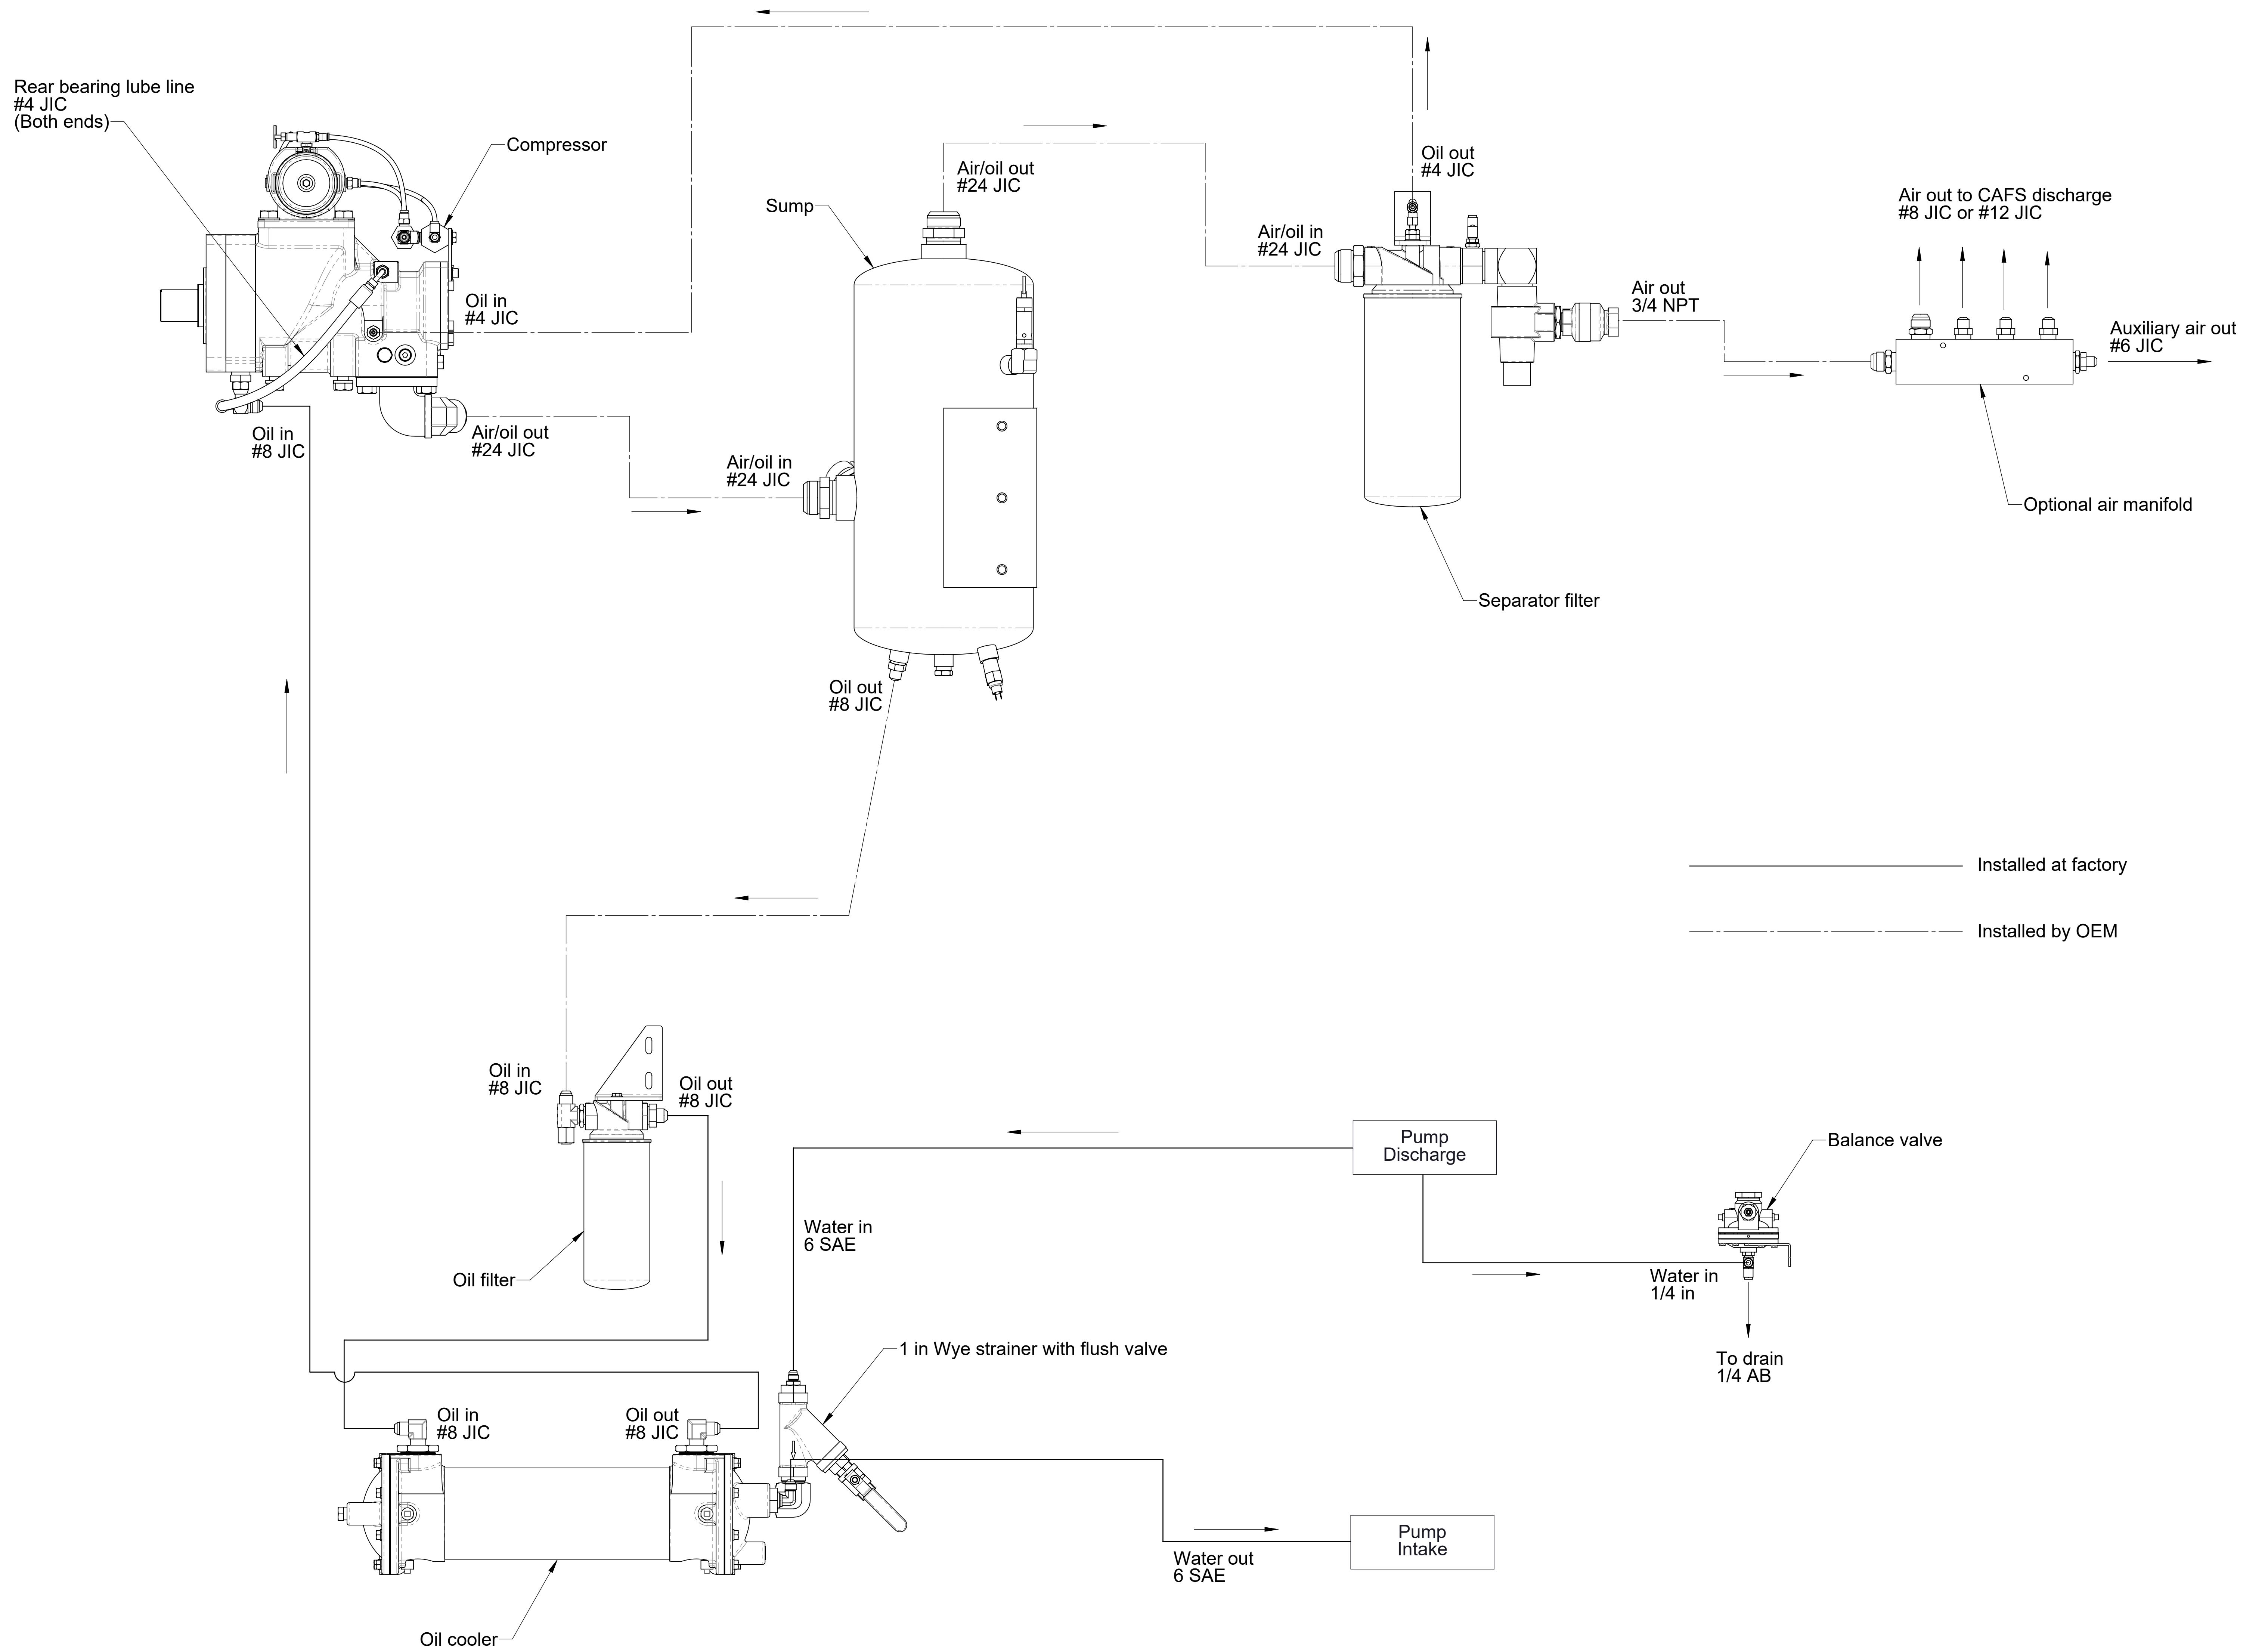 Rear bearing lube line
#4 JIC
(Both ends)
Compressor
Oil in
#4 JIC
Oil in
#8 JIC
Air/oil out
#24 JIC
Sump
Air/oil out
#24 JIC
Air/oil in
#24 JIC
Oil out
#8 JIC
Oil out
#4 JIC
Air/oil in
#24 JIC
Air out
3/4 NPT
Separator filter
Air out to CAFS discharge
#8 JIC or #12 JIC
Auxiliary air out
#6 JIC
Optional air manifold
Installed at factory
Installed by OEM
Oil in
#8 JIC
Oil out
#8 JIC
Oil filter
Water in
6 SAE
Pump
Discharge
Balance valve
Water in
1/4 in
To drain
1/4 AB
1 in Wye strainer with flush valve
Oil in
#8 JIC
Oil out
#8 JIC
Water out
6 SAE
Pump
Intake
Oil cooler